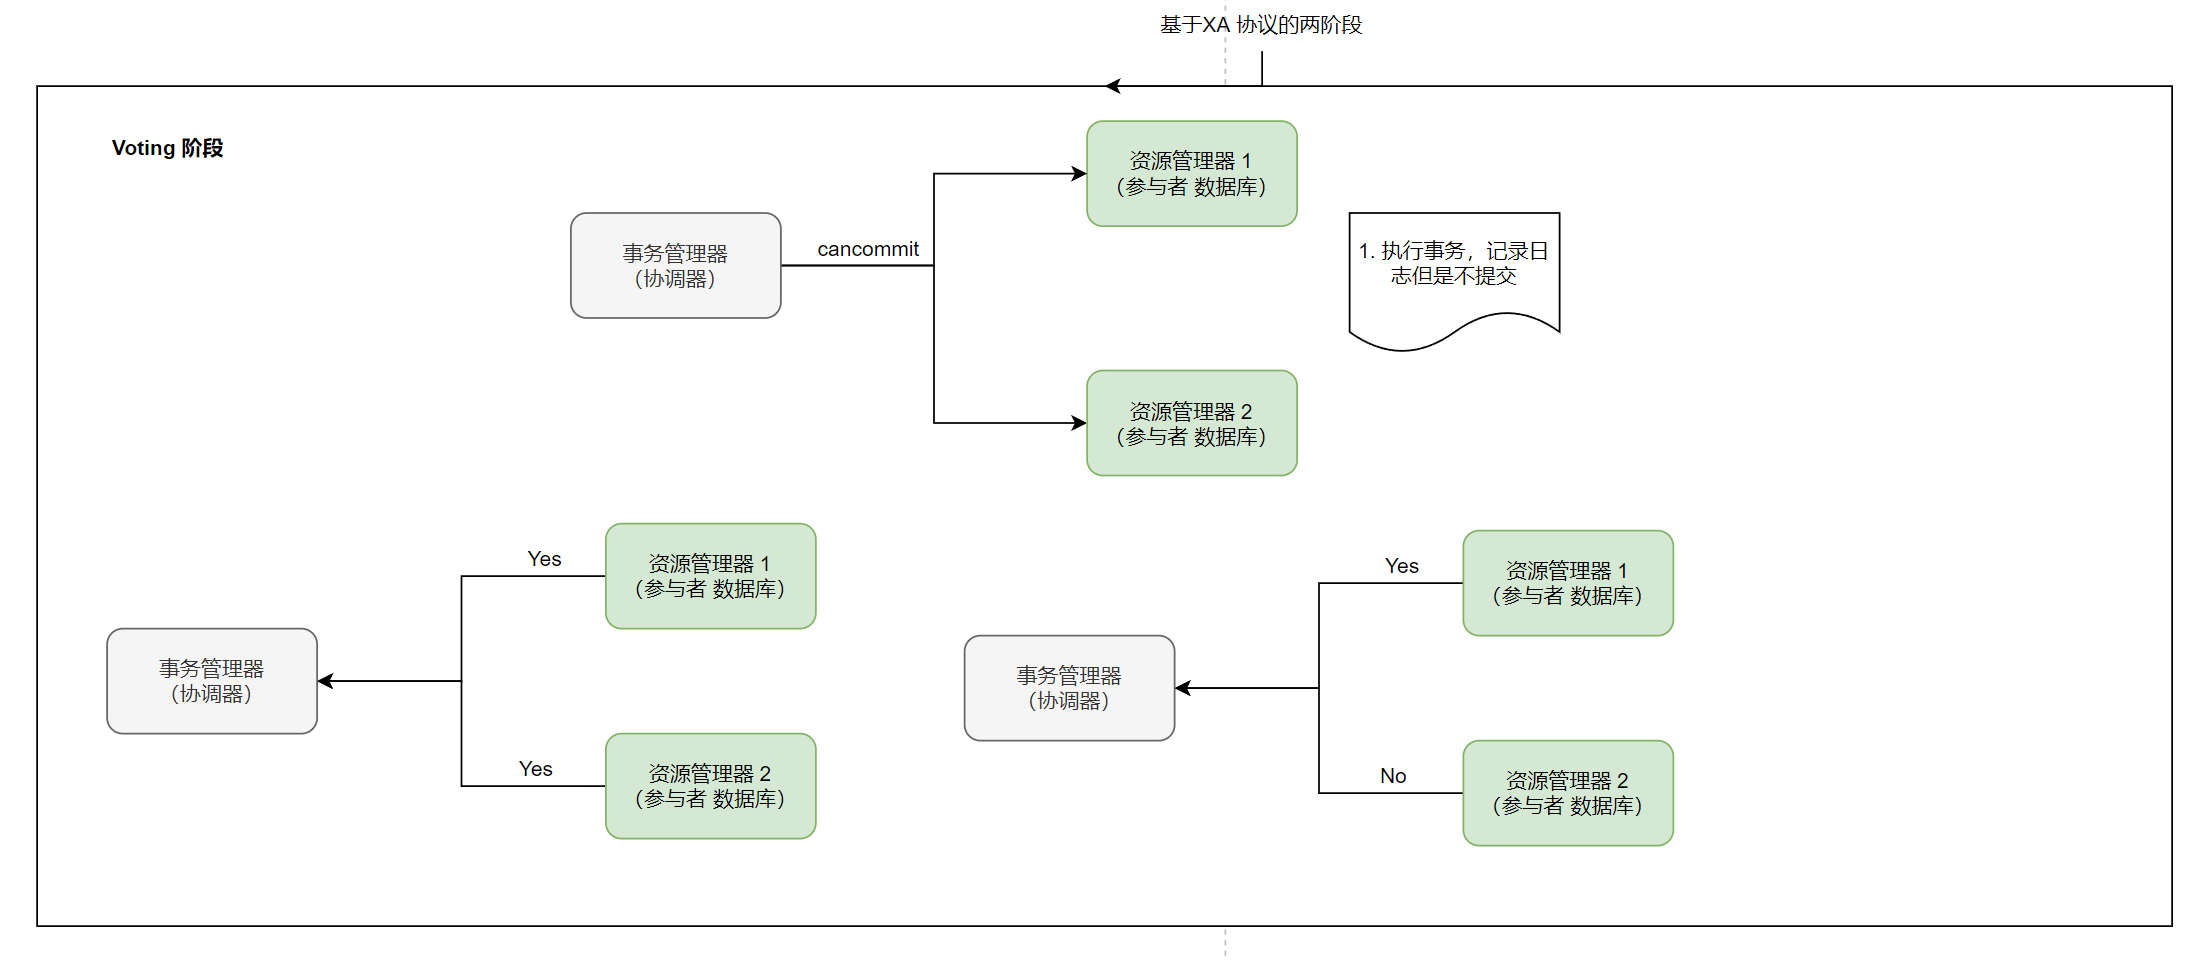 基于XA 协议的两阶段
Voting 阶段
资源管理器 1
（参与者 数据库）
事务管理器
（协调器）
cancommit
1. 执行事务，记录日
志但是不提交
资源管理器 2
（参与者 数据库）
Yes
资源管理器 1
（参与者 数据库）
事务管理器
（协调器）
Yes
资源管理器 2
（参与者 数据库）
Yes
资源管理器 1
（参与者 数据库）
事务管理器
（协调器）
No
资源管理器 2
（参与者 数据库）